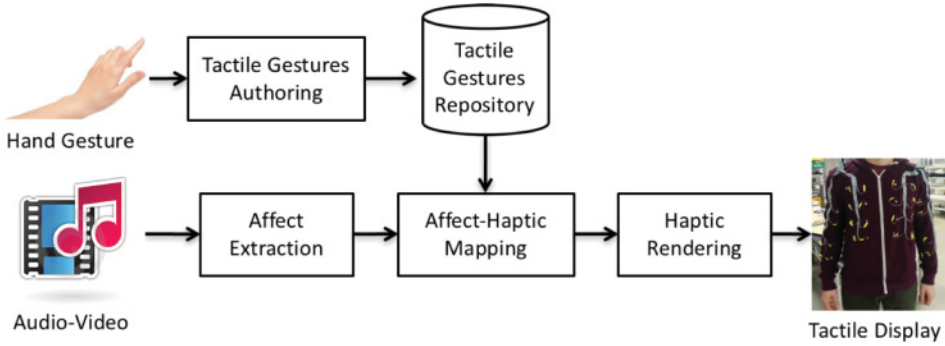 Tactile Gestures
Authoring
Tactile
Gestures
Repository
Hand Gesture
Affect
Extraction
Affect-Haptic
Mapping
Haptic
Rendering
Audio-Video
Tactile Display